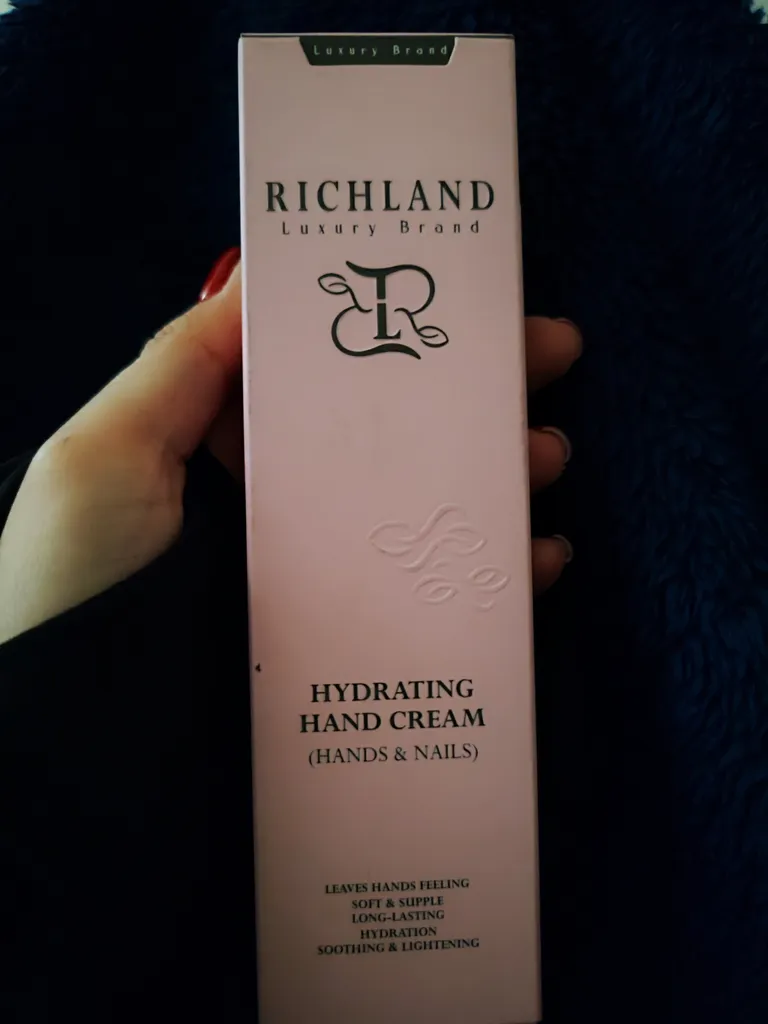 Luxury Brand
RICHLAND
Luxury Brand
RL
HYDRATING
HAND CREAM
(HANDS & NAILS)
LEAVES HANDS FEELING
SOFT & SUPPLE
LONG-LASTING
HYDRATION
SOOTHING & LIGHTENING